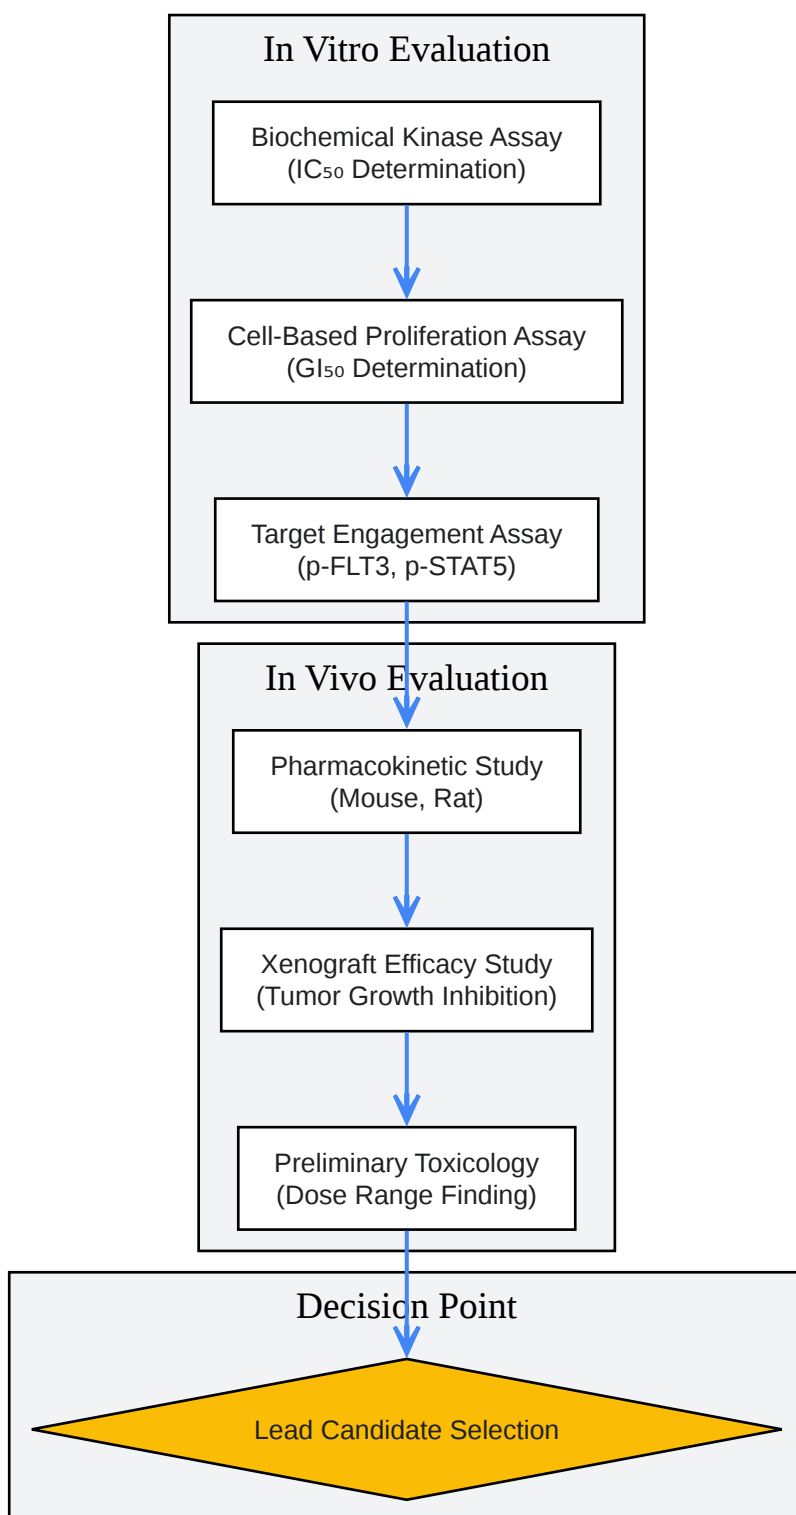 In Vitro Evaluation
Biochemical Kinase Assay
(IC₅₀ Determination)
Cell-Based Proliferation Assay
(GI₅₀ Determination)
Target Engagement Assay
(p-FLT3, p-STAT5)
In Vivo Evaluation
Pharmacokinetic Study
(Mouse, Rat)
Xenograft Efficacy Study
(Tumor Growth Inhibition)
Preliminary Toxicology
(Dose Range Finding)
Decision Point
Lead Candidate Selection